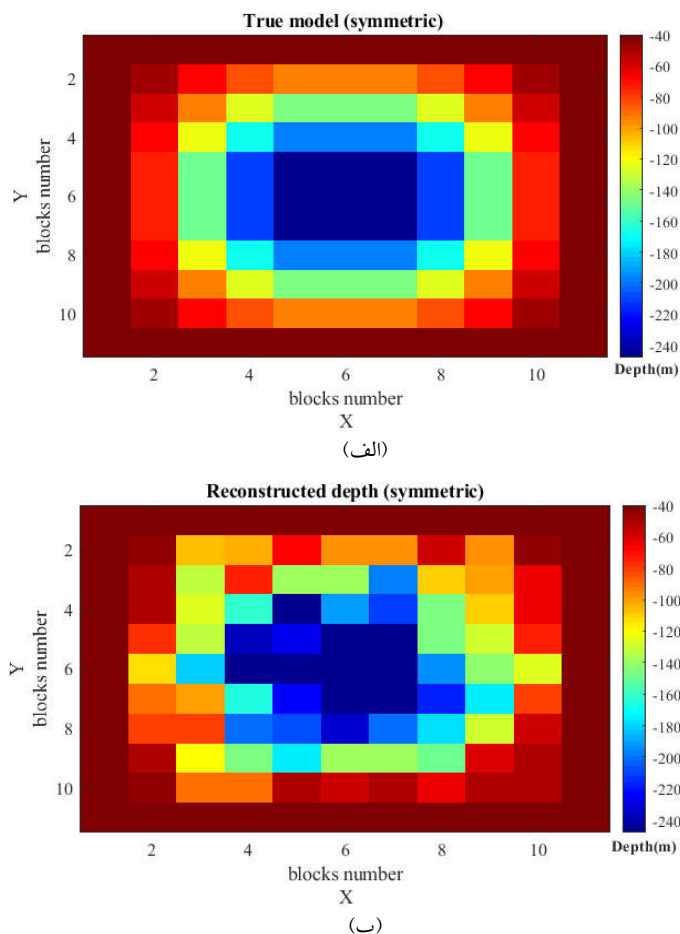 True model (symmetric)
-40
-60
-80
-100
-120
-140
-160
-180
-200
-220
-240
Depth(m)
2
4
6
8
10
Y
blocks number
2 4 6 8 10
blocks number
X
(الف)
Reconstructed depth (symmetric)
-40
-60
-80
-100
-120
-140
-160
-180
-200
-220
-240
Depth(m)
2
4
6
8
10
Y
blocks number
2 4 6 8 10
blocks number
X
(ب)